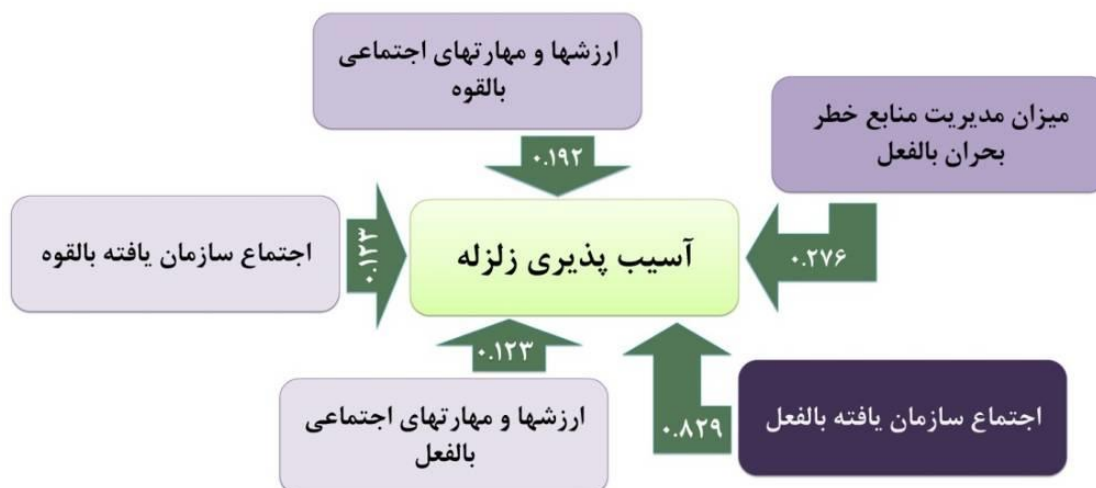 ارزشها و مهارتهای اجتماعی
بالقوه
۰.۱۹۲
میزان مدیریت منابع خطر
بحران بالفعل
۰.۲۷۶
آسیب پذیری زلزله
۰.۱۲۳
اجتماع سازمان یافته بالقوه
۰.۱۲۳
ارزشها و مهارتهای اجتماعی
بالفعل
۰.۸۲۹
اجتماع سازمان یافته بالفعل